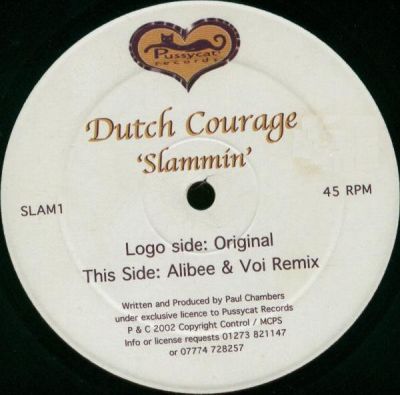 Pussycat
records
Dutch Courage
'Slammin'
SLAM1
45 RPM
Logo side: Original
This Side: Alibee & Voi Remix
Written and Produced by Paul Chambers
under exclusive licence to Pussycat Records
P & C 2002 Copyright Control / MCPS
Info or license requests 01273 821147
or 07774 728257